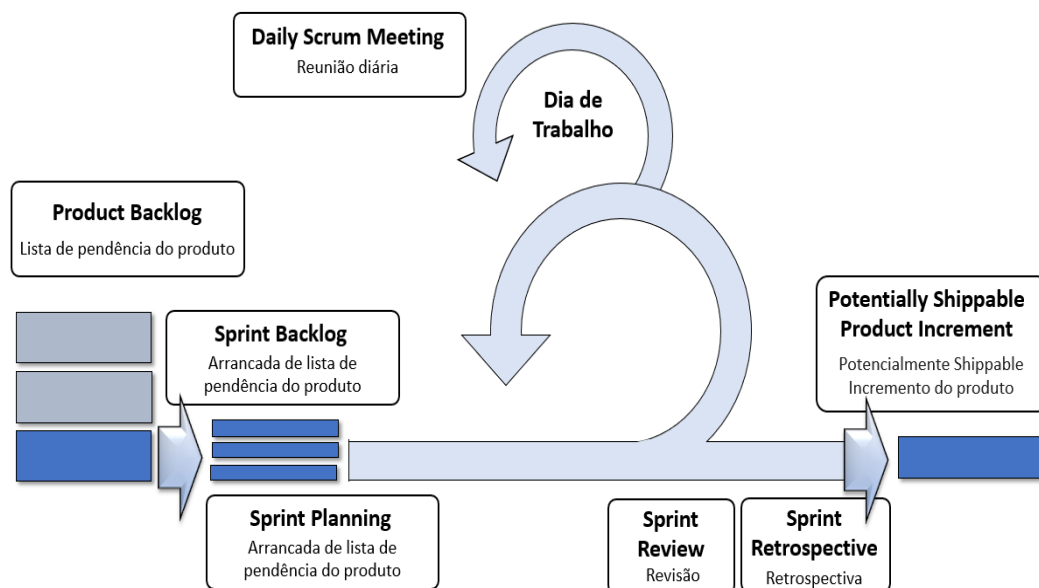 Daily Scrum Meeting
Reunião diária
Dia de
Trabalho
Product Backlog
Lista de pendência do produto
Sprint Backlog
Arrancada de lista de
pendência do produto
Potentially Shippable
Product Increment
Potencialmente Shippable
Incremento do produto
Sprint Planning
Arrancada de lista de
pendência do produto
Sprint
Review
Revisão
Sprint
Retrospective
Retrospectiva